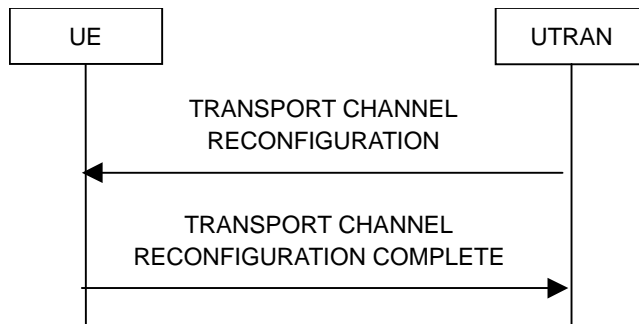 UE
UTRAN
TRANSPORT CHANNEL
RECONFIGURATION
TRANSPORT CHANNEL
RECONFIGURATION COMPLETE